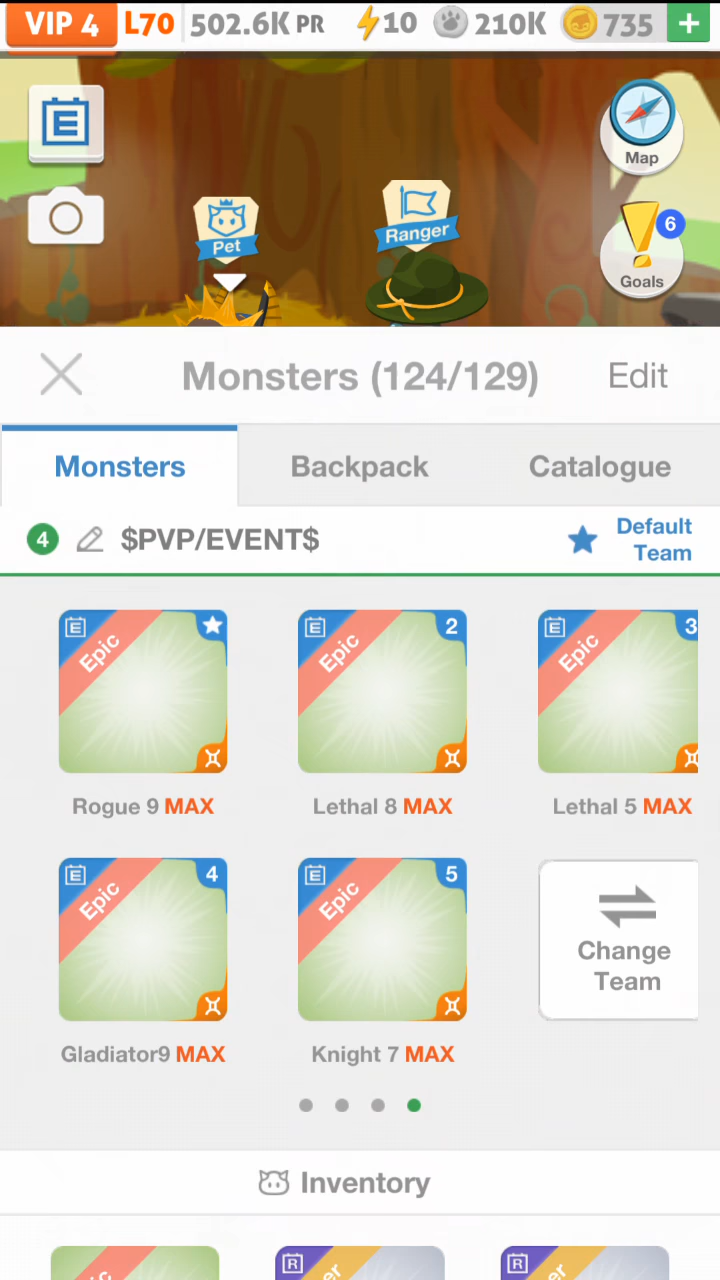 VIP 4 L70 502.6K PR 10 210K 735 +
E
Map
Pet
Ranger
6
Goals
Monsters (124/129) Edit
Monsters Backpack Catalogue
4 $PVP/EVENT$ Default Team
E Epic
E Epic 2
E Epic 3
Rogue 9 MAX Lethal 8 MAX Lethal 5 MAX
E Epic 4
E Epic 5
Change
Team
Gladiator9 MAX Knight 7 MAX
Inventory
R
R